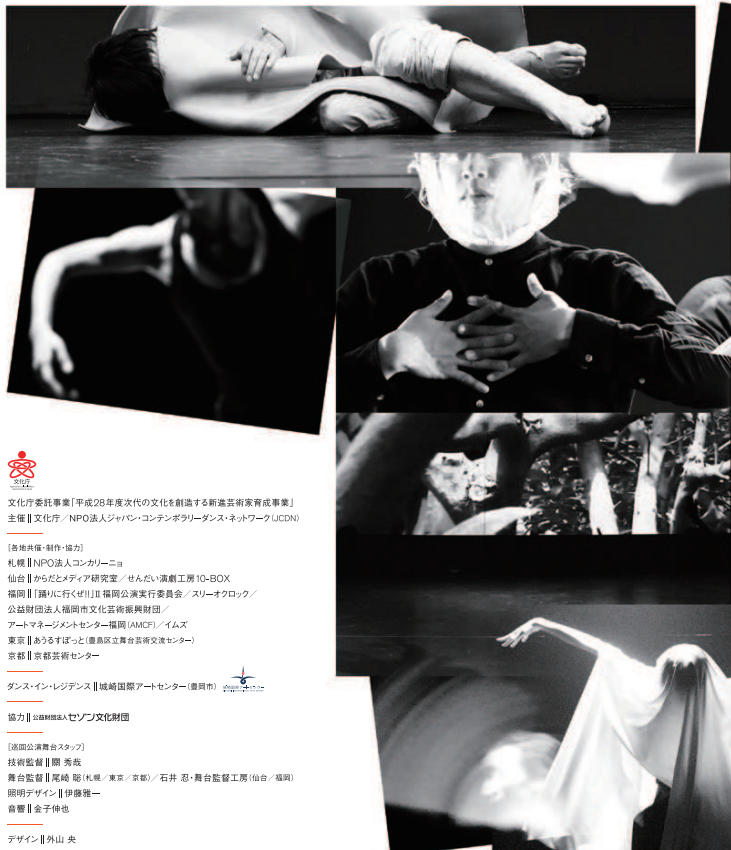 文化庁
文化庁委託事業「平成28年度次代の文化を創造する新進芸術家育成事業」
主催‖文化庁／NPO法人ジャパン・コンテンポラリーダンス・ネットワーク(JCDN)
[各地共催・制作・協力]
札幌‖NPO法人コンカリーニョ
仙台‖からだとメディア研究室／せんだい演劇工房10-BOX
福岡‖「踊りに行くぜ!!」Ⅱ 福岡公演実行委員会／スリーオクロック／
公益財団法人福岡市文化芸術振興財団／
アートマネージメントセンター福岡(AMCF)／イムズ
東京‖あうるすぽっと(豊島区立舞台芸術交流センター)
京都‖京都芸術センター
ダンス・イン・レジデンス‖城崎国際アートセンター(豊岡市)
城崎国際アートセンター
協力‖公益財団法人セゾン文化財団
[巡回公演舞台スタッフ]
技術監督‖關 秀哉
舞台監督‖尾崎 聡(札幌／東京／京都)／石井 忍・舞台監督工房(仙台／福岡)
照明デザイン‖伊藤雅一
音響‖金子伸也
デザイン‖外山 央